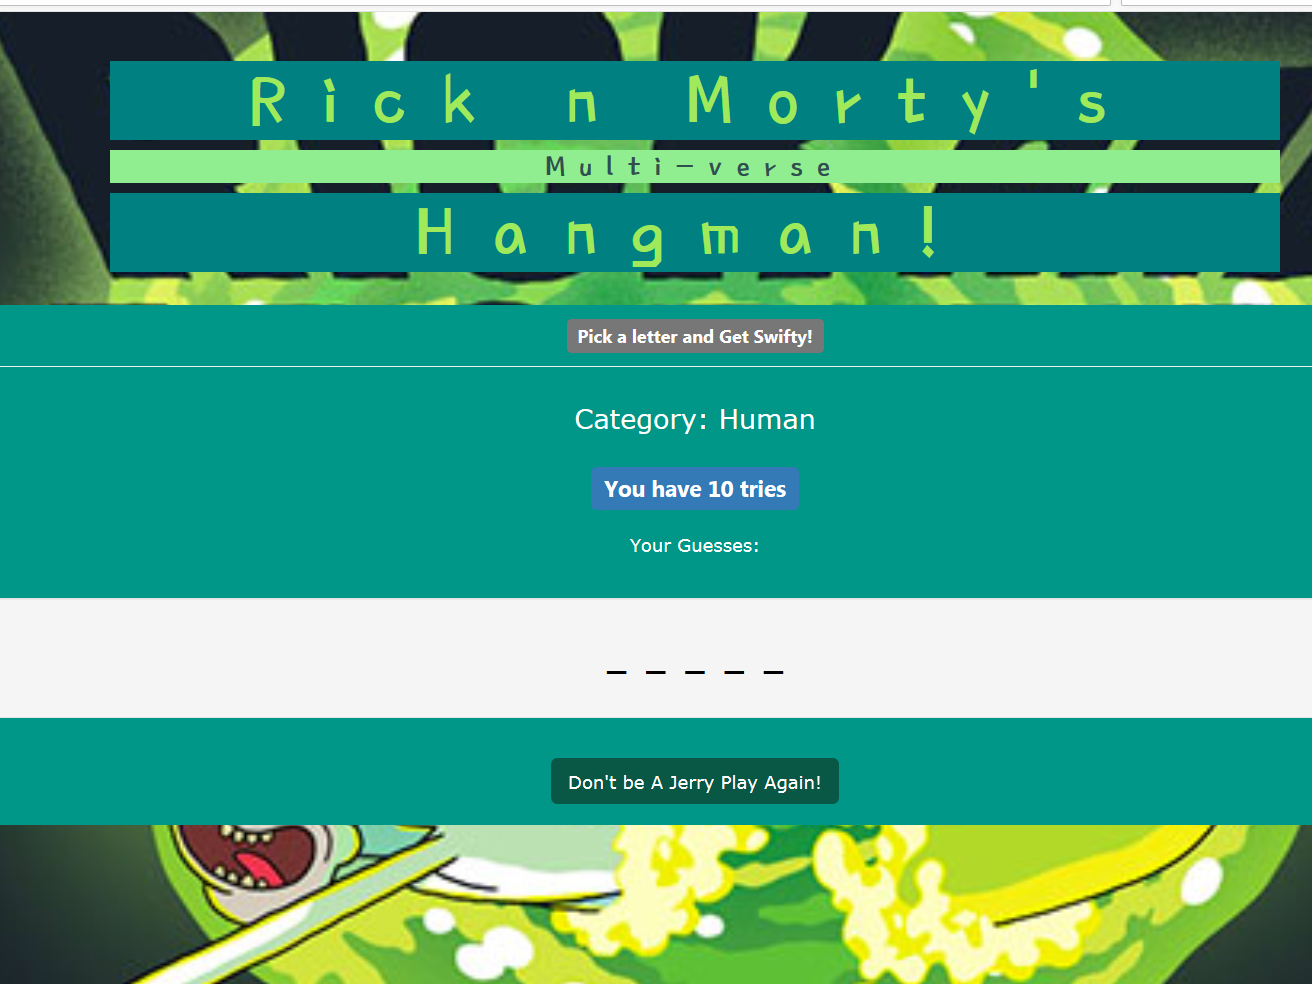 Rick n Morty's
Multi-verse
Hangman!
Pick a letter and Get Swifty!
Category: Human
You have 10 tries
Your Guesses:
_ _ _ _ _
Don't be A Jerry Play Again!